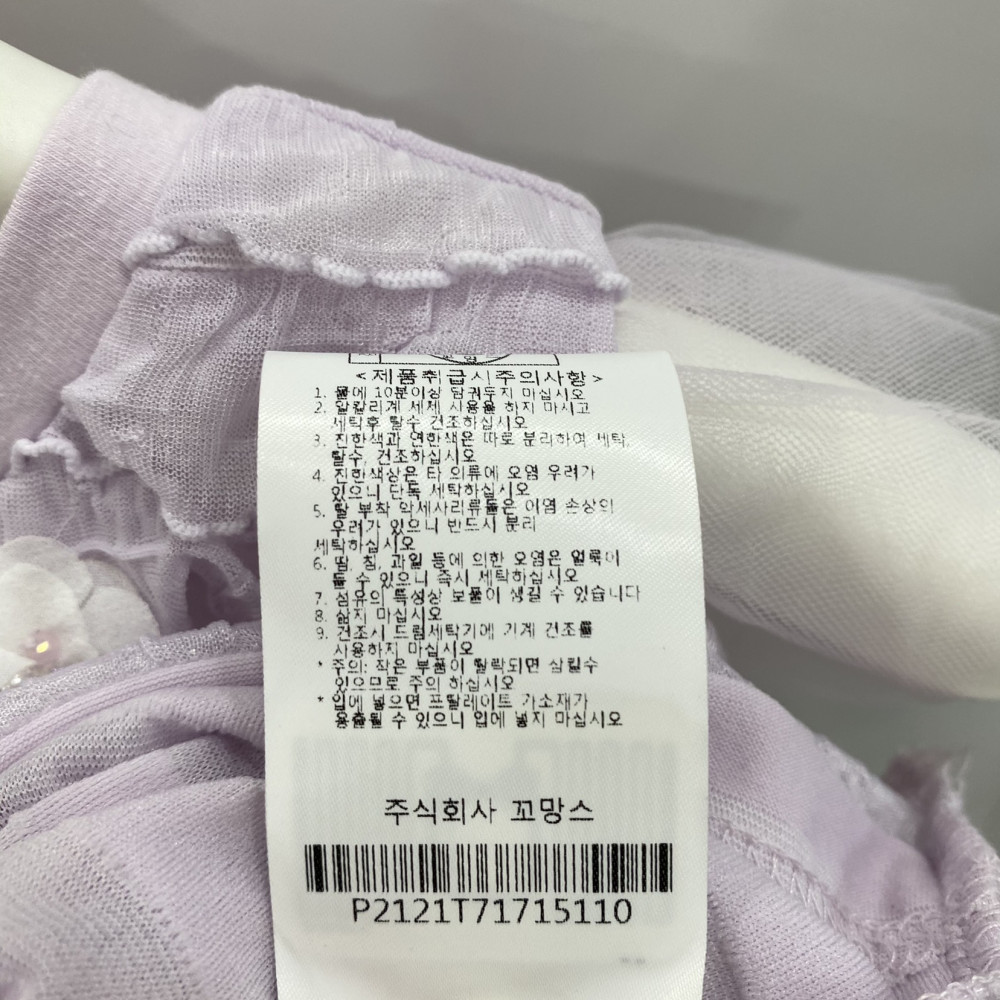 <제품취급시주의사항>
1. 물에 10분이상 담궈두지 마십시오
2. 알칼리계 세제 사용을 하지 마시고
세탁후 탈수 건조하십시오
3. 진한색과 연한색은 따로 분리하여 세탁,
탈수, 건조하십시오
4. 진한색상은 타 의류에 오염 우려가
있으니 단독 세탁하십시오
5. 탈 부착 악세사리류들은 이염 손상의
우려가 있으니 반드시 분리
세탁하십시오
6. 땀, 침, 과일 등에 의한 오염은 얼룩이
될 수 있으니 즉시 세탁하십시오
7. 섬유의 특성상 보풀이 생길 수 있습니다
8. 삶지 마십시오
9. 건조시 드럼세탁기에 기계 건조를
사용하지 마십시오
* 주의: 작은 부품이 탈락되면 삼킬수
있으므로 주의 하십시오
* 입에 넣으면 프탈레이트 가소재가
용출될 수 있으니 입에 넣지 마십시오
주식회사 꼬망스
P2121T71715110